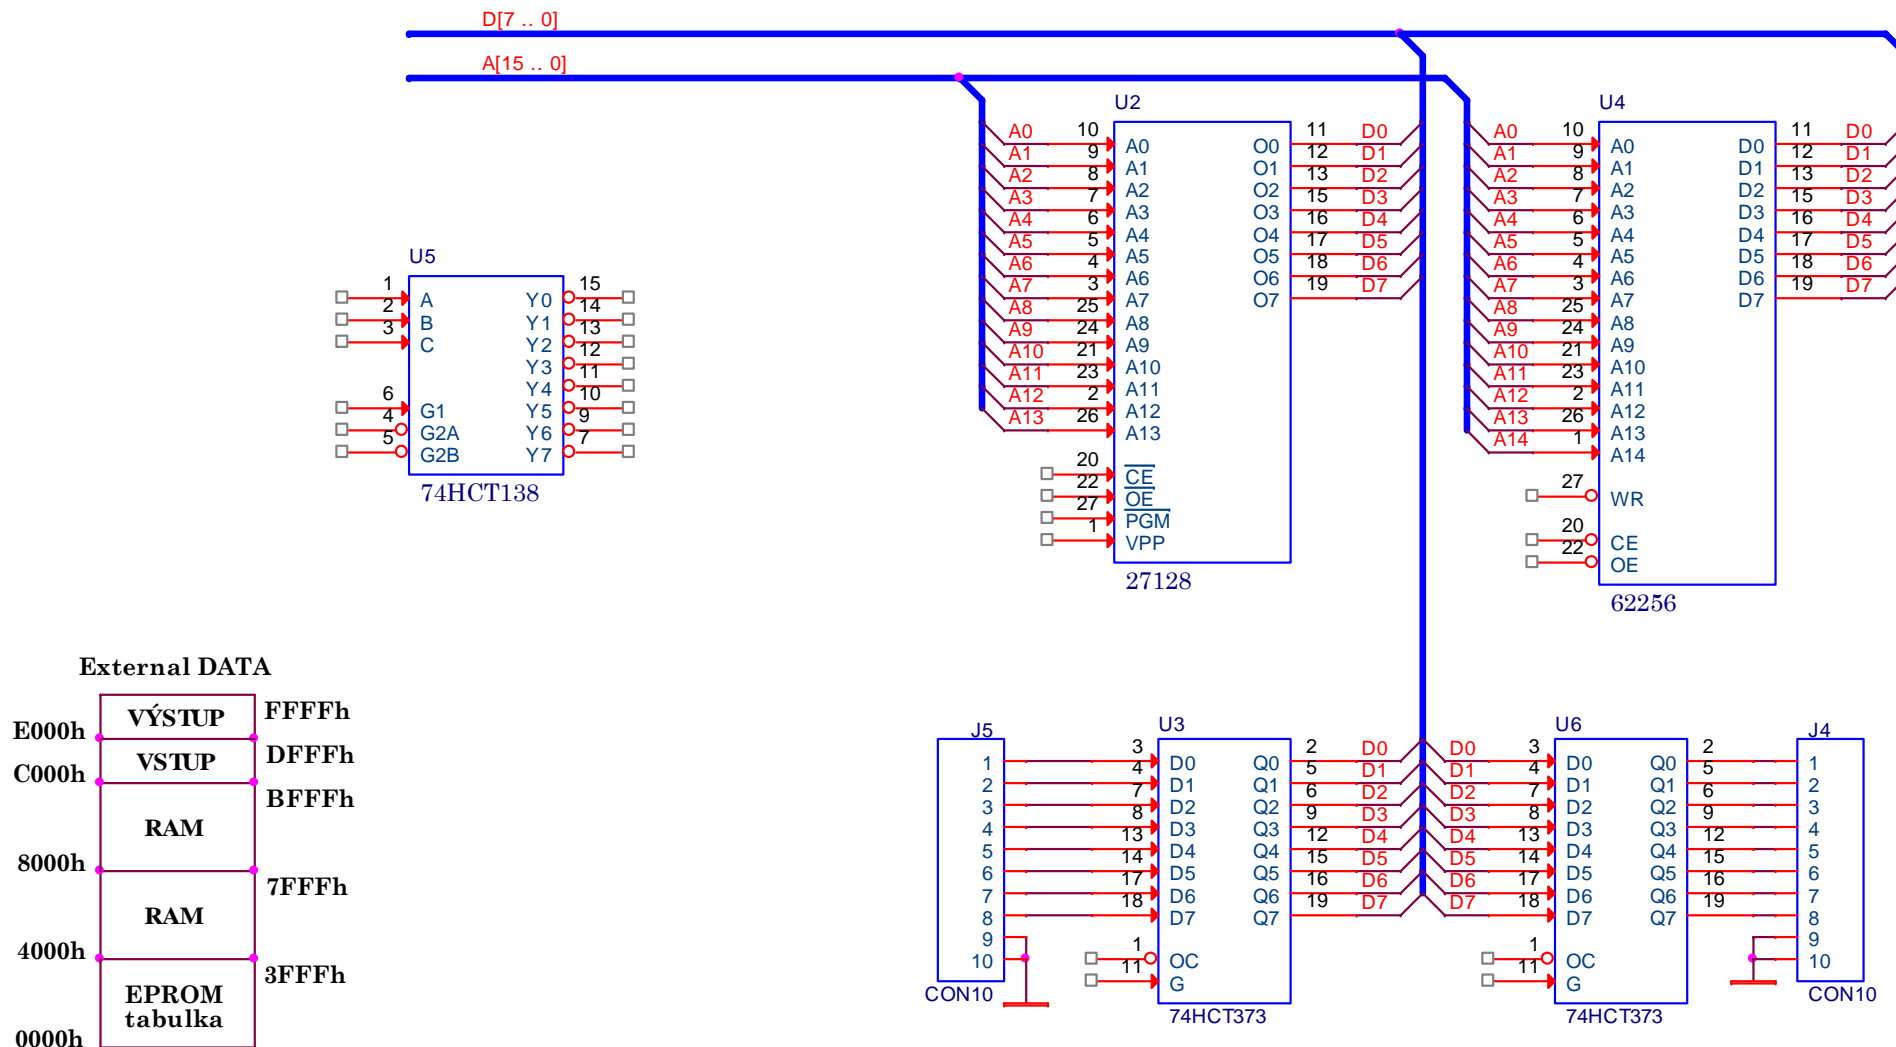 D[7 .. 0]
A[15 .. 0]
U5
1 A Y0 15
2 B Y1 14
3 C Y2 13
Y3 12
Y4 11
6 G1 Y5 10
4 G2A Y6 9
5 G2B Y7 7
74HCT138
U2
A0 10 A0 O0 11 D0
A1 9 A1 O1 12 D1
A2 8 A2 O2 13 D2
A3 7 A3 O3 15 D3
A4 6 A4 O4 16 D4
A5 5 A5 O5 17 D5
A6 4 A6 O6 18 D6
A7 3 A7 O7 19 D7
A8 25 A8
A9 24 A9
A10 21 A10
A11 23 A11
A12 2 A12
A13 26 A13
20 CE
22 OE
27 PGM
1 VPP
27128
U4
A0 10 A0 D0 11 D0
A1 9 A1 D1 12 D1
A2 8 A2 D2 13 D2
A3 7 A3 D3 15 D3
A4 6 A4 D4 16 D4
A5 5 A5 D5 17 D5
A6 4 A6 D6 18 D6
A7 3 A7 D7 19 D7
A8 25 A8
A9 24 A9
A10 21 A10
A11 23 A11
A12 2 A12
A13 26 A13
A14 1 A14
27 WR
20 CE
22 OE
62256
External DATA
VÝSTUP FFFFh
E000h
VSTUP DFFFh
C000h
BFFFh
RAM
8000h
7FFFh
RAM
4000h
3FFFh
EPROM
tabulka
0000h
J5
1
2
3
4
5
6
7
8
9
10
CON10
U3
3 D0 Q0 2 D0
4 D1 Q1 5 D1
7 D2 Q2 6 D2
8 D3 Q3 9 D3
13 D4 Q4 12 D4
14 D5 Q5 15 D5
17 D6 Q6 16 D6
18 D7 Q7 19 D7
1 OC
11 G
74HCT373
U6
D0 3 D0 Q0 2
D1 4 D1 Q1 5
D2 7 D2 Q2 6
D3 8 D3 Q3 9
D4 13 D4 Q4 12
D5 14 D5 Q5 15
D6 17 D6 Q6 16
D7 18 D7 Q7 19
1 OC
11 G
74HCT373
J4
1
2
3
4
5
6
7
8
9
10
CON10